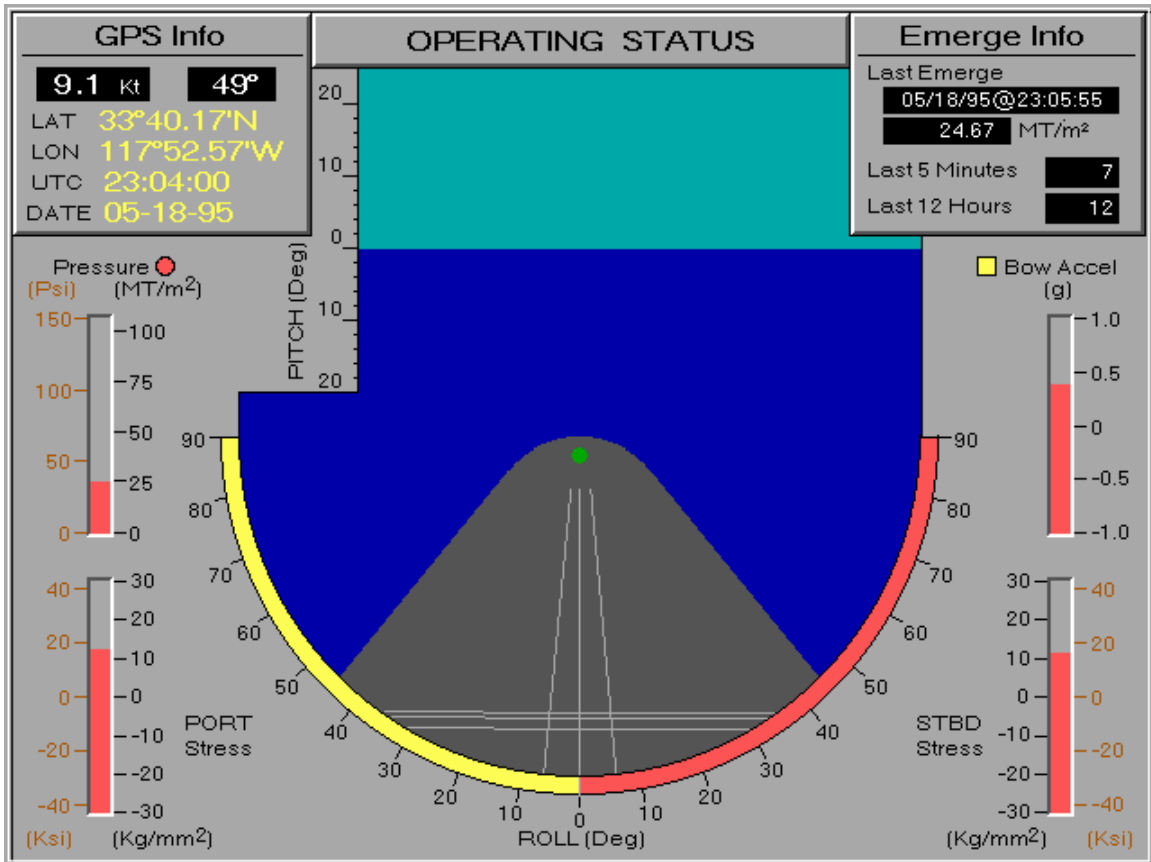 GPS Info
OPERATING STATUS
Emerge Info
9.1 Kt 49°
LAT 33°40.17'N
LON 117°52.57'W
UTC 23:04:00
DATE 05-18-95
Last Emerge
05/18/95@23:05:55
24.67 MT/m²
Last 5 Minutes 7
Last 12 Hours 12
20
10
0
10
20
PITCH (Deg)
Pressure
(Psi) (MT/m²)
150
100
50
0
100
75
50
25
0
Bow Accel
(g)
1.0
0.5
0
-0.5
-1.0
40
20
0
-20
-40
(Ksi)
30
20
10
0
-10
-20
-30
(Kg/mm²)
PORT
Stress
90
80
70
60
50
40
30
20
10
0
10
20
30
40
50
60
70
80
90
ROLL (Deg)
STBD
Stress
30
20
10
0
-10
-20
-30
(Kg/mm²)
40
20
0
-20
-40
(Ksi)